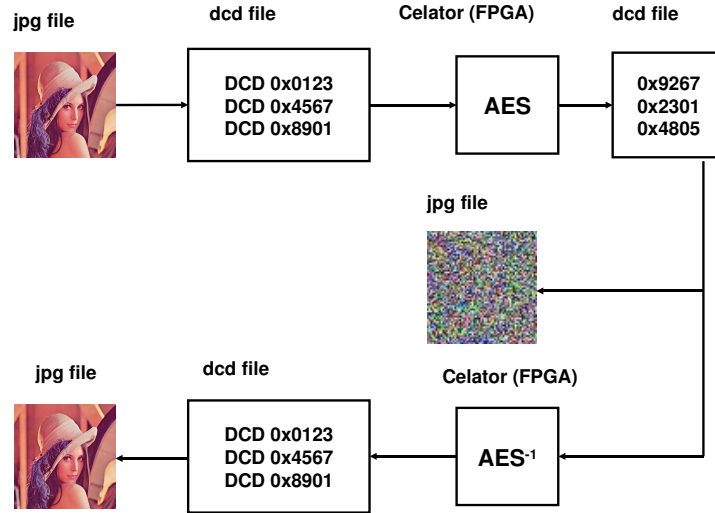 jpg file
dcd file
Celator (FPGA)
dcd file
DCD 0x0123
DCD 0x4567
DCD 0x8901
AES
0x9267
0x2301
0x4805
jpg file
jpg file
dcd file
Celator (FPGA)
DCD 0x0123
DCD 0x4567
DCD 0x8901
AES-1